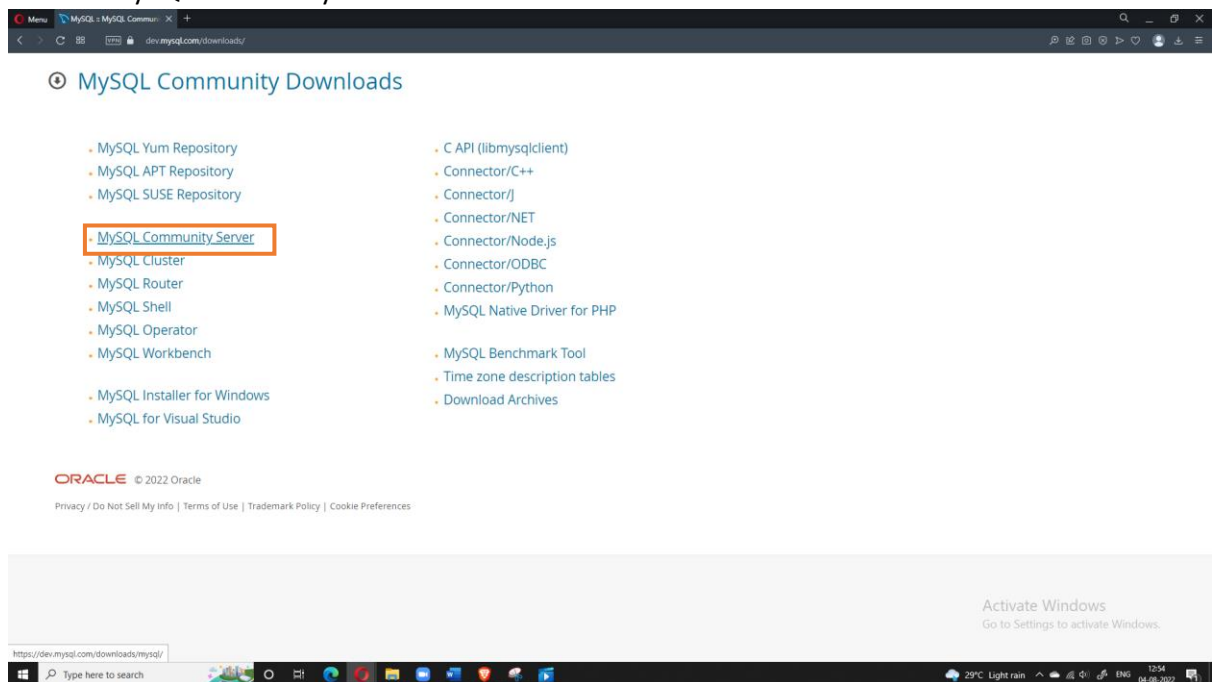 Menu
MySQL :: MySQL Commun
VPN
dev.mysql.com/downloads/
MySQL Community Downloads
MySQL Yum Repository
MySQL APT Repository
MySQL SUSE Repository
MySQL Community Server
MySQL Cluster
MySQL Router
MySQL Shell
MySQL Operator
MySQL Workbench
MySQL Installer for Windows
MySQL for Visual Studio
C API (libmysqlclient)
Connector/C++
Connector/J
Connector/NET
Connector/Node.js
Connector/ODBC
Connector/Python
MySQL Native Driver for PHP
MySQL Benchmark Tool
Time zone description tables
Download Archives
ORACLE © 2022 Oracle
Privacy / Do Not Sell My Info | Terms of Use | Trademark Policy | Cookie Preferences
Activate Windows
Go to Settings to activate Windows.
https://dev.mysql.com/downloads/mysql/
Type here to search
29°C Light rain
ENG
12:54
04-08-2022